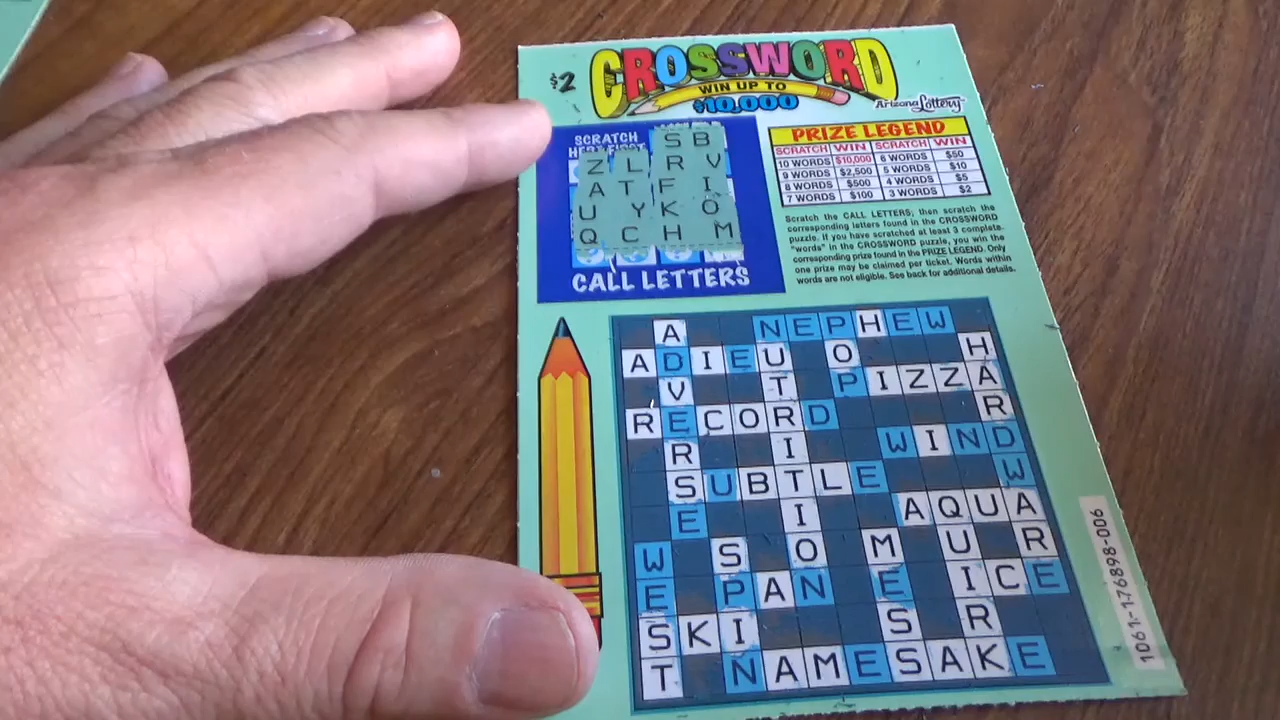 $2
CROSSWORD
WIN UP TO
$10,000
Arizona Lottery
SCRATCH
HERE FIRST
S B
Z L R V
A T F I
U Y K O
Q C H M
CALL LETTERS
PRIZE LEGEND
SCRATCH WIN SCRATCH WIN
10 WORDS $10,000 6 WORDS $50
9 WORDS $2,500 5 WORDS $10
8 WORDS $500 4 WORDS $5
7 WORDS $100 3 WORDS $2
Scratch the CALL LETTERS; then scratch the
corresponding letters found in the CROSSWORD
puzzle. If you have scratched at least 3 complete
"words" in the CROSSWORD puzzle, you win the
corresponding prize found in the PRIZE LEGEND. Only
one prize may be claimed per ticket. Words within
words are not eligible. See back for additional details.
A NEPHEW
ADIEU O H
V T PIZZA
RECORD R
R I WIND
SUBTLE W
E I AQUA
W S O M U R
E PAN E ICE
SKI S R
T NAMESAKE
1061-1-76898-006